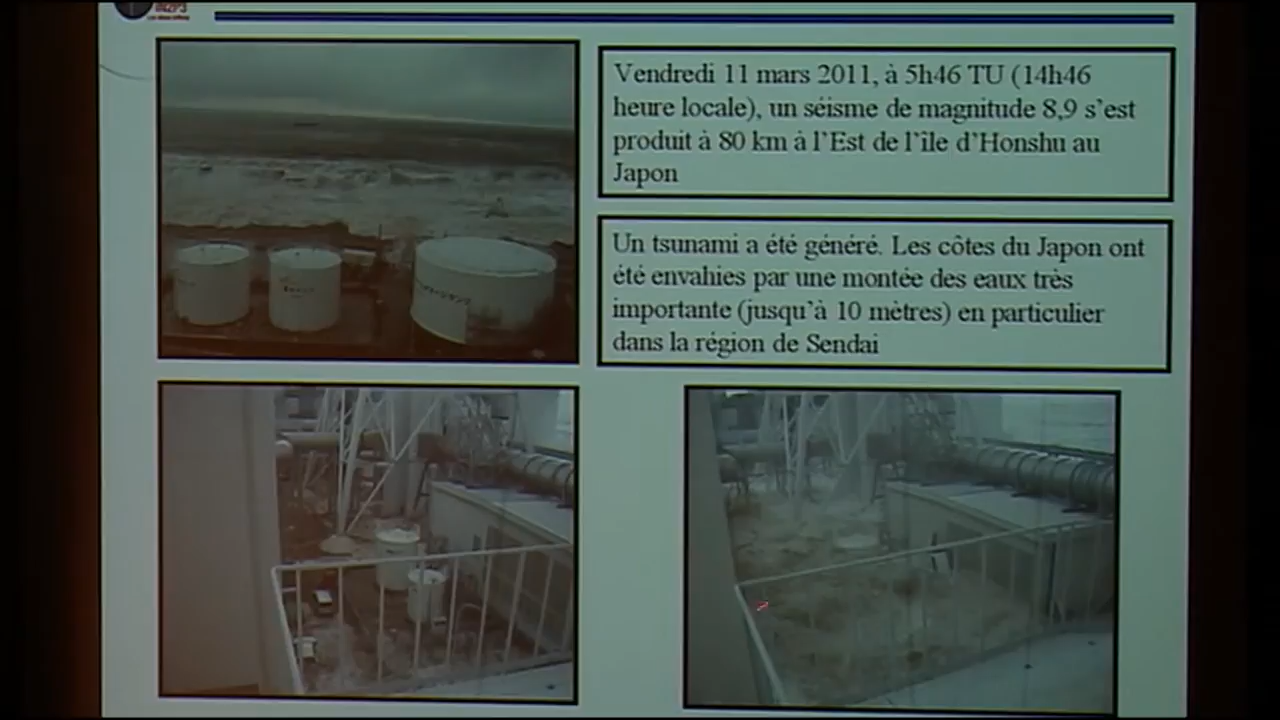 Vendredi 11 mars 2011, à 5h46 TU (14h46
heure locale), un séisme de magnitude 8,9 s'est
produit à 80 km à l'Est de l'île d'Honshu au
Japon
Un tsunami a été généré. Les côtes du Japon ont
été envahies par une montée des eaux très
importante (jusqu'à 10 mètres) en particulier
dans la région de Sendai